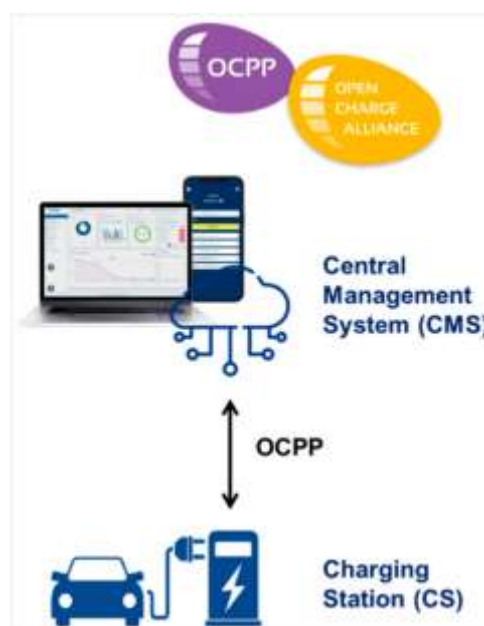 OCPP
OPEN
CHARGE
ALLIANCE
Central
Management
System (CMS)
OCPP
Charging
Station (CS)